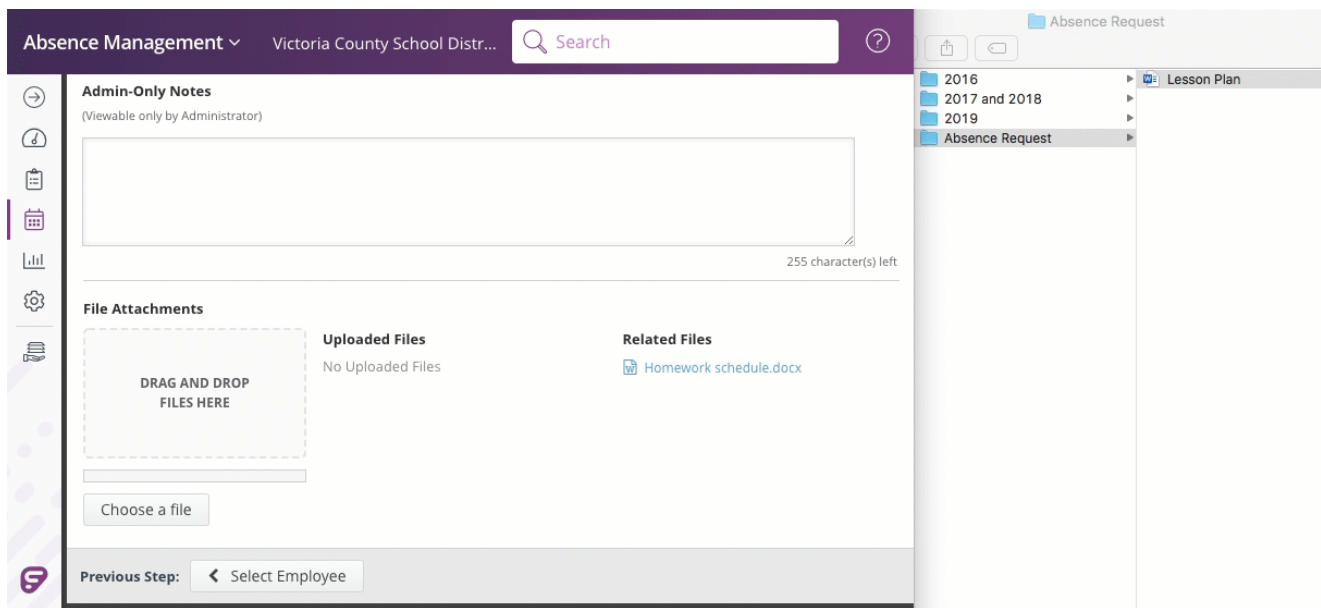 Absence Management
Victoria County School Distr...
Search
?
Admin-Only Notes
(Viewable only by Administrator)
255 character(s) left
File Attachments
DRAG AND DROP
FILES HERE
Choose a file
Uploaded Files
No Uploaded Files
Related Files
W Homework schedule.docx
Previous Step:
Select Employee
Absence Request
2016
2017 and 2018
2019
Absence Request
W Lesson Plan